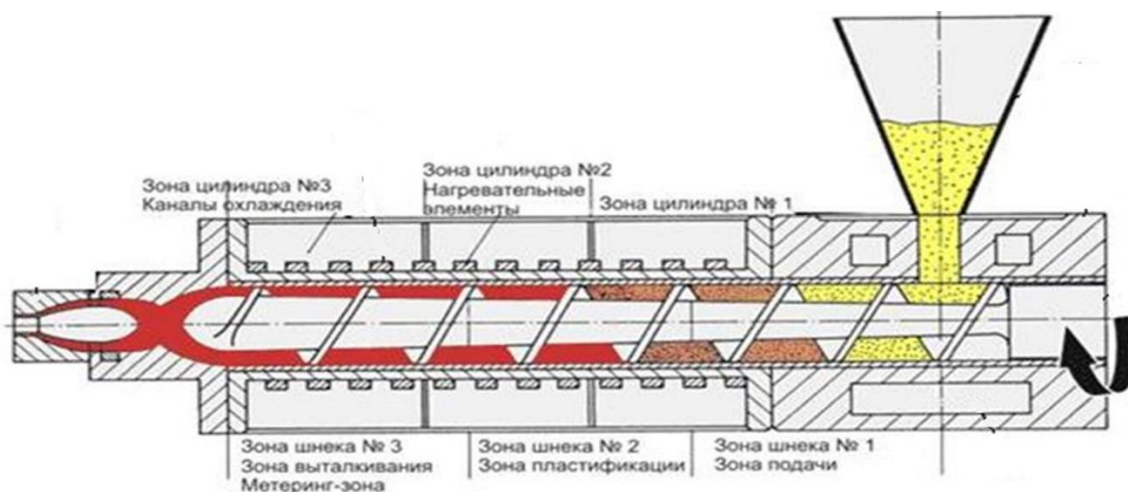 Зона цилиндра №3
Каналы охлаждения
Зона цилиндра №2
Нагревательные
элементы
Зона цилиндра № 1
Зона шнека № 3
Зона выталкивания
Метеринг-зона
Зона шнека № 2
Зона пластификации
Зона шнека № 1
Зона подачи